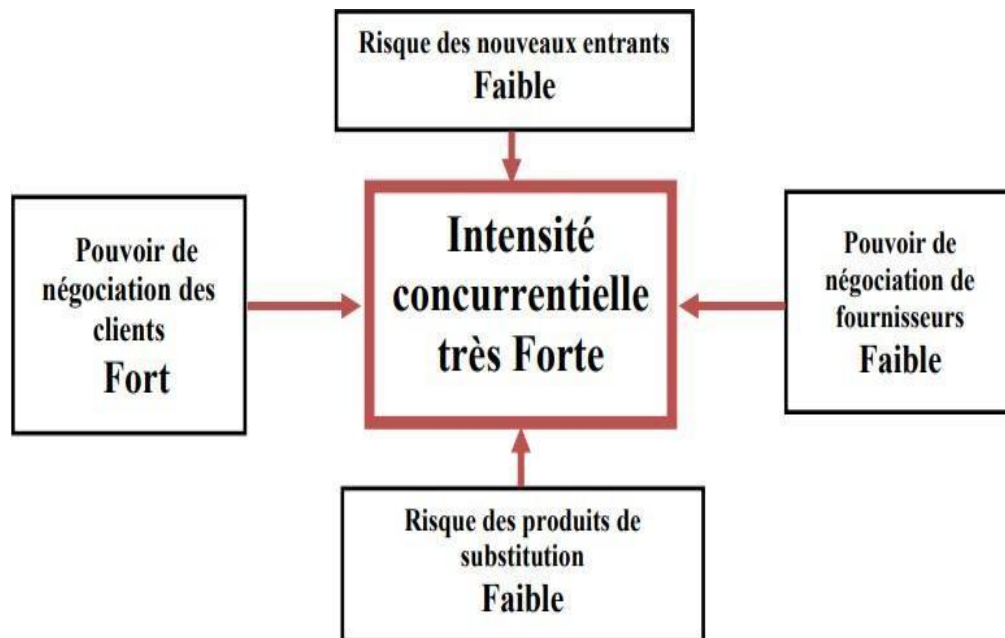 Risque des nouveaux entrants
Faible
Pouvoir de
négociation des
clients
Fort
Intensité
concurrentielle
très Forte
Pouvoir de
négociation de
fournisseurs
Faible
Risque des produits de
substitution
Faible